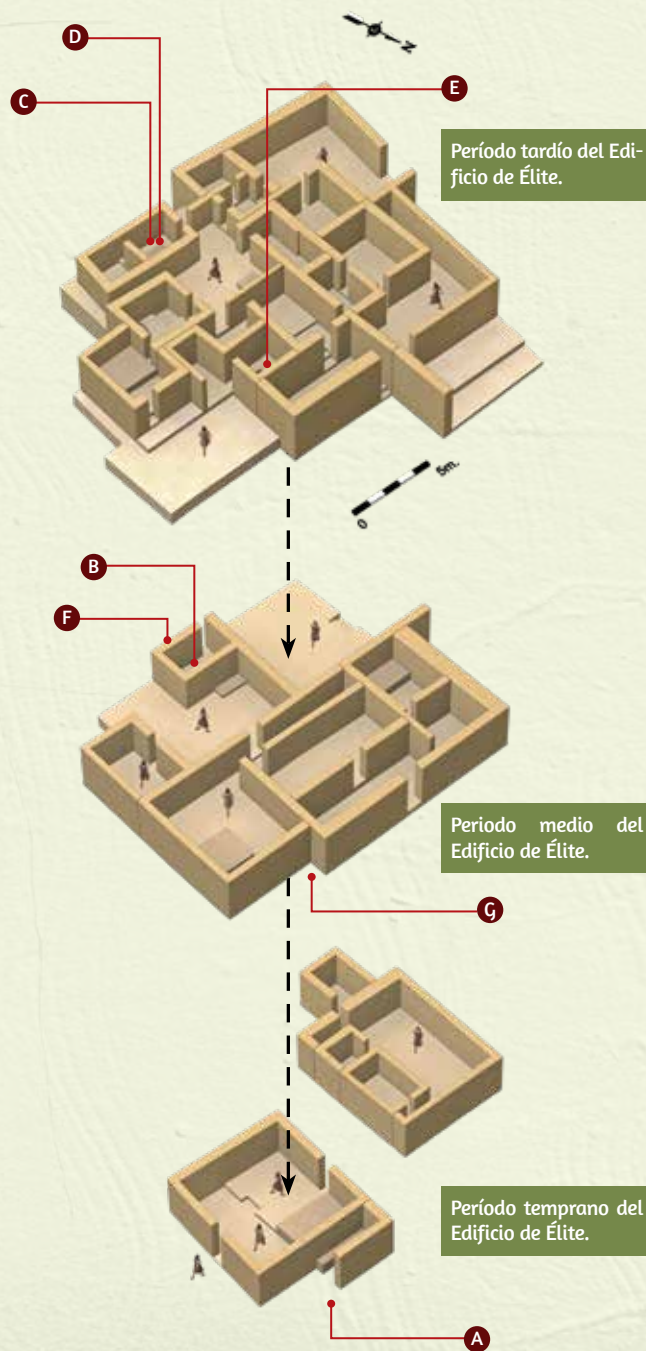 N
D
C
E
Período tardío del Edi-
ficio de Élite.
0
5m.
B
F
Periodo medio del
Edificio de Élite.
G
Período temprano del
Edificio de Élite.
A